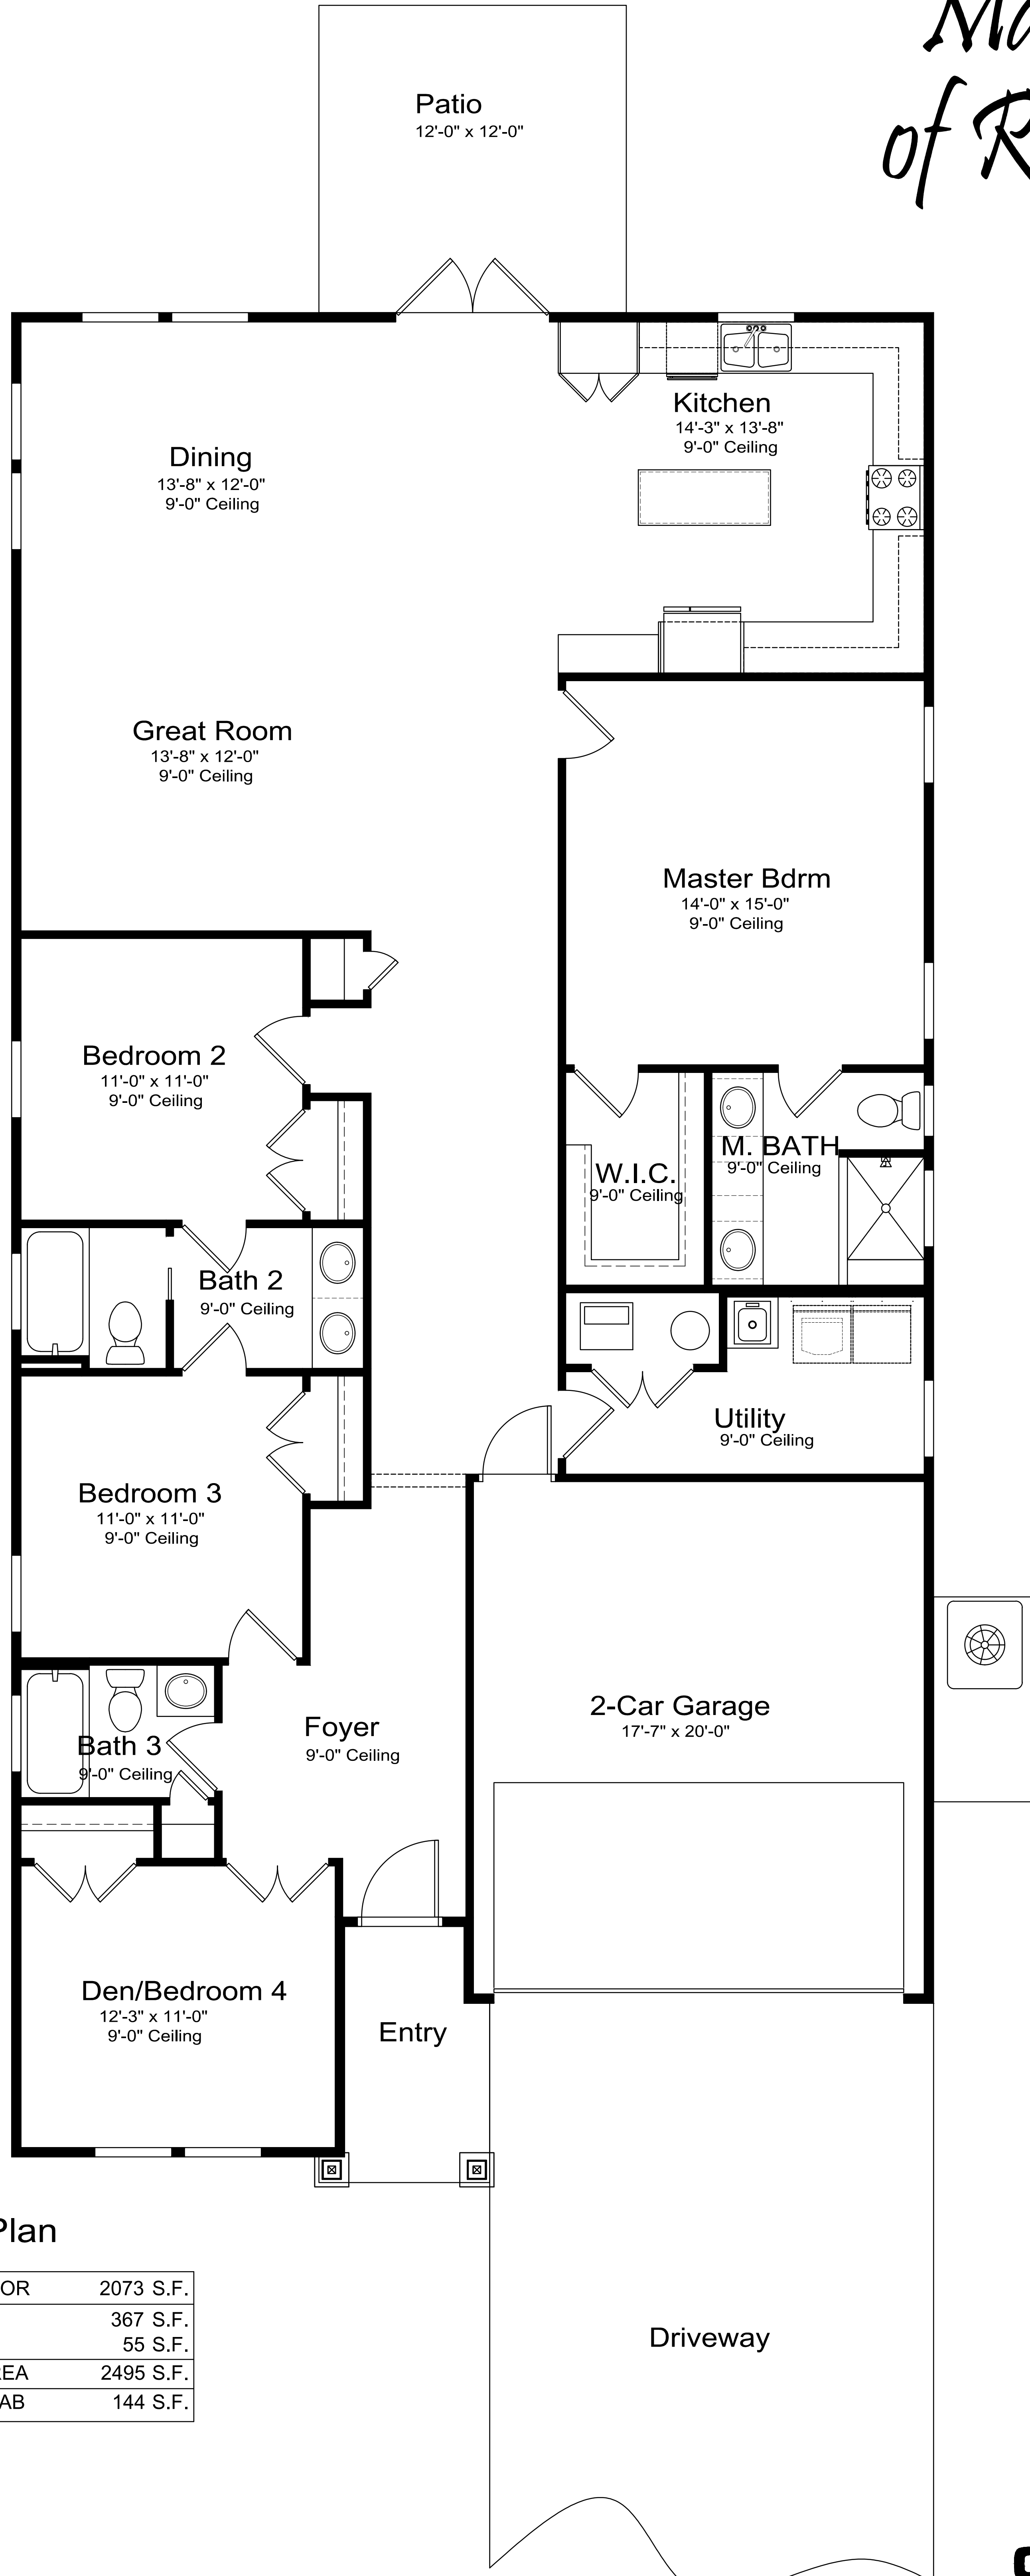 of
Patio
12'-0" x 12'-0"
Kitchen
14'-3" x 13'-8"
9'-0" Ceiling
Dining
13'-8" x 12'-0"
9'-0" Ceiling
Great Room
13'-8" x 12'-0"
9'-0" Ceiling
Master Bdrm
14'-0" x 15'-0"
9'-0" Ceiling
Bedroom 2
11'-0" x 11'-0"
9'-0" Ceiling
M. BATH
9'-0" Ceiling
W.I.C.
9'-0" Ceiling
Bath 2
9'-0" Ceiling
Utility
9'-0" Ceiling
Bedroom 3
11'-0" x 11'-0"
9'-0" Ceiling
2-Car Garage
17'-7" x 20'-0"
Foyer
9'-0" Ceiling
Bath 3
9'-0" Ceiling
Den/Bedroom 4
12'-3" x 11'-0"
9'-0" Ceiling
Entry
Plan
OR 2073 S.F.
367 S.F.
55 S.F.
EA 2495 S.F.
AB 144 S.F.
Driveway